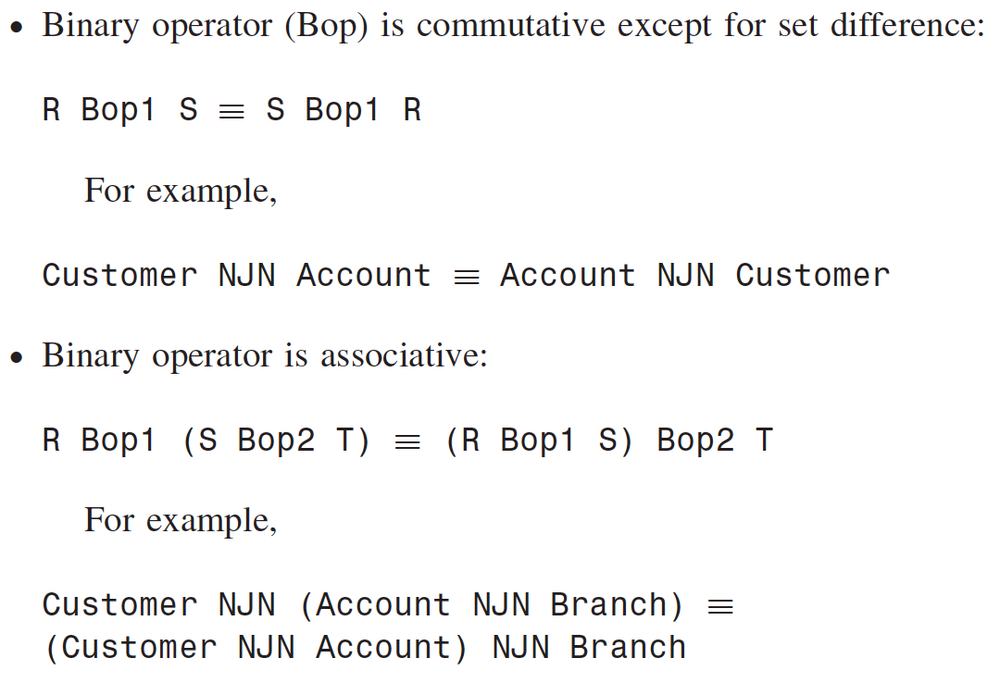 • Binary operator (Bop) is commutative except for set difference:
R Bop1 S ≡ S Bop1 R
For example,
Customer NJN Account ≡ Account NJN Customer
• Binary operator is associative:
R Bop1 (S Bop2 T) ≡ (R Bop1 S) Bop2 T
For example,
Customer NJN (Account NJN Branch) ≡
(Customer NJN Account) NJN Branch